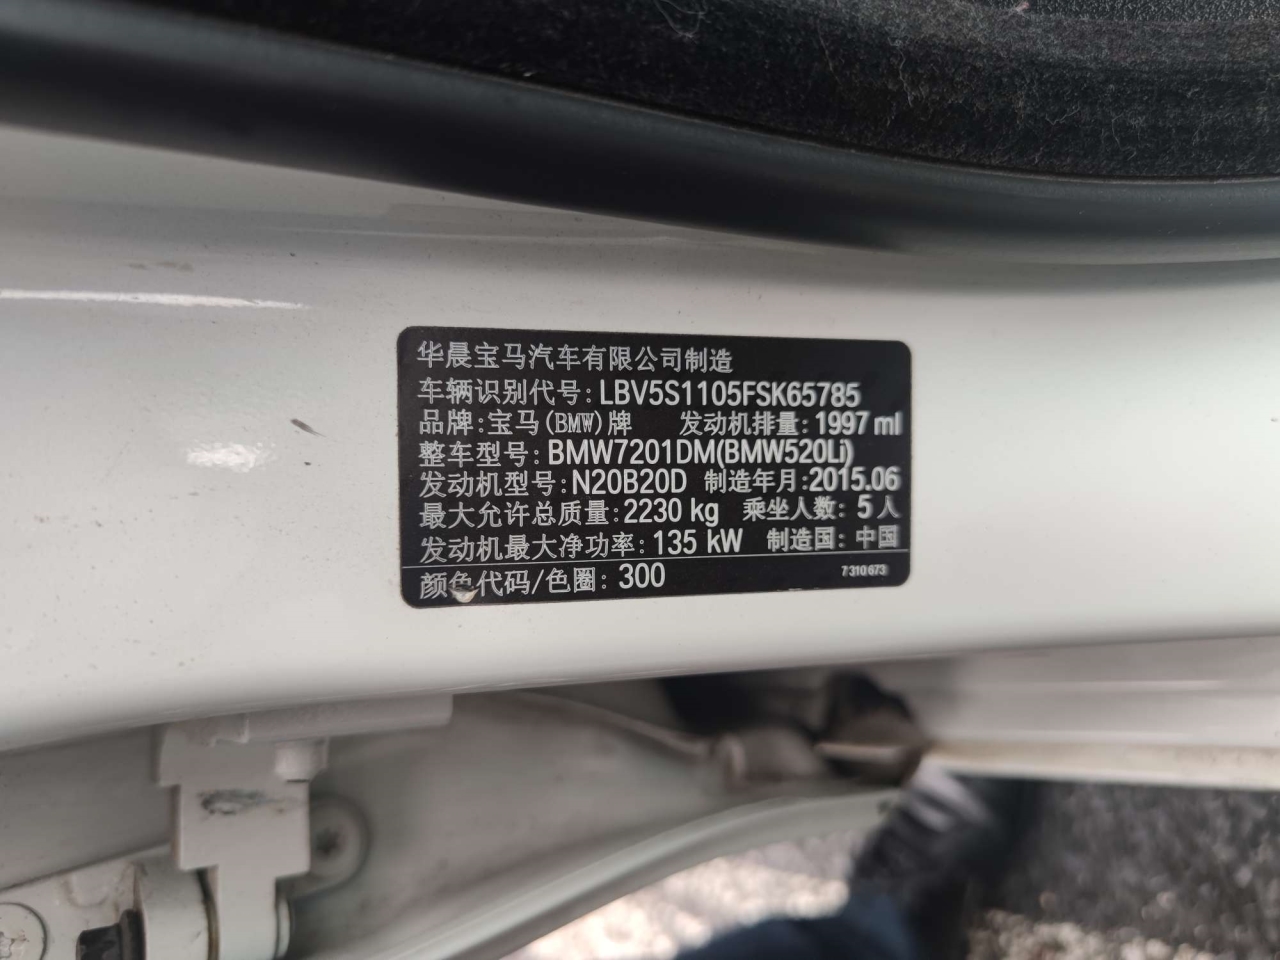 华晨宝马汽车有限公司制造
车辆识别代号: LBV5S1105FSK65785
品牌:宝马(BMW)牌 发动机排量: 1997 ml
整车型号: BMW7201DM(BMW520Li)
发动机型号: N20B20D 制造年月:2015.06
最大允许总质量: 2230 kg 乘坐人数: 5 人
发动机最大净功率: 135 kW 制造国: 中国
颜色代码/色圈: 300 7 310 673